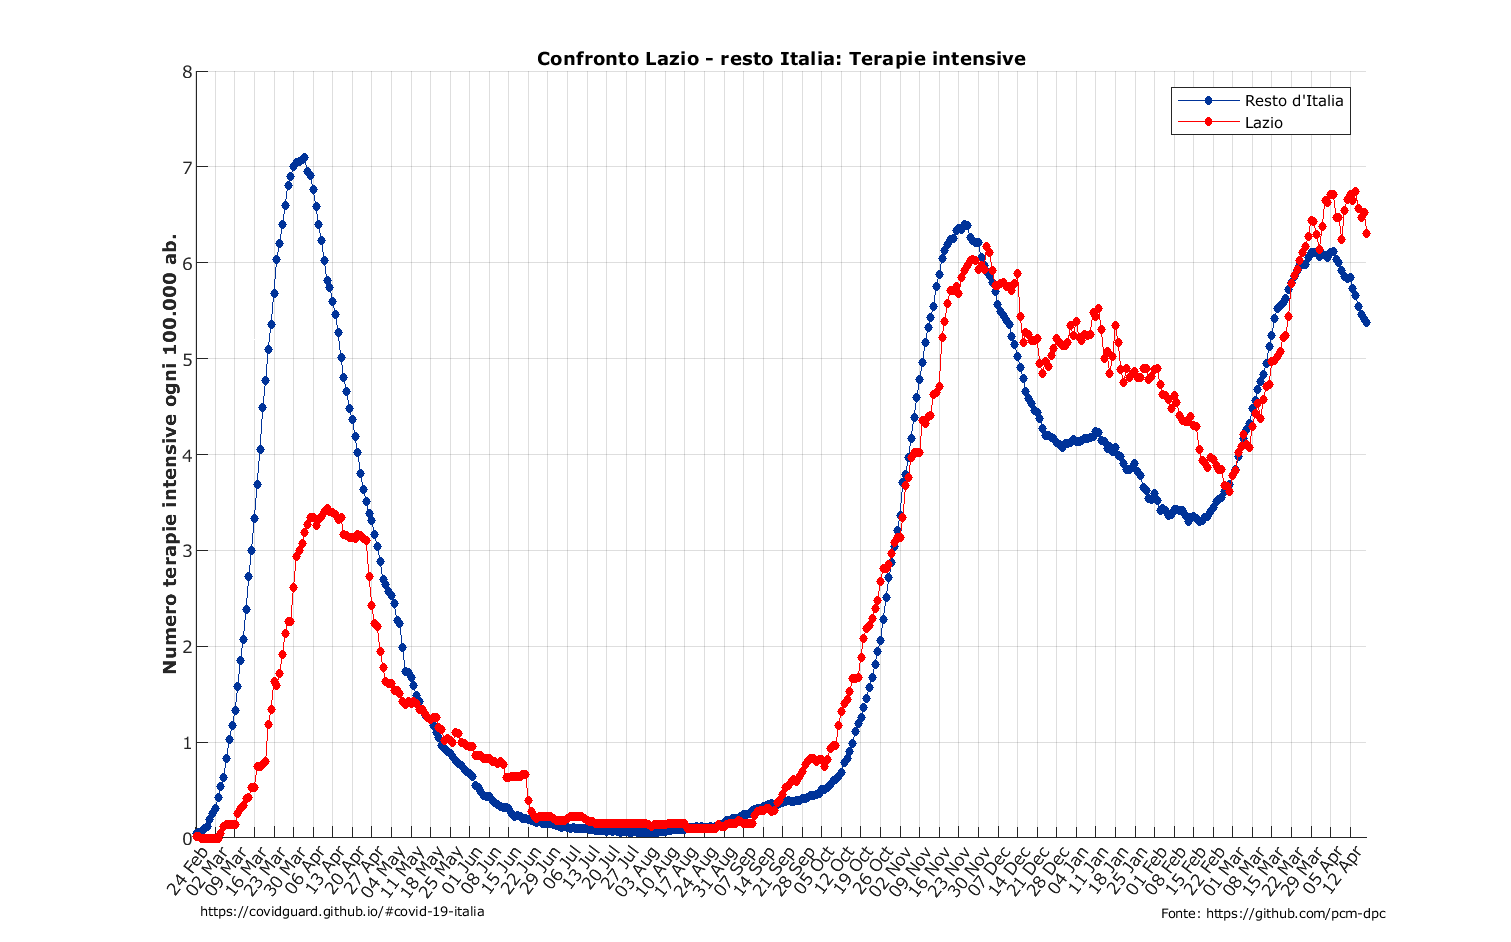 Confronto Lazio - resto Italia: Terapie intensive
Numero terapie intensive ogni 100.000 ab.
8
7
6
5
4
3
2
1
0
Resto d'Italia
Lazio
24 Feb
02 Mar
09 Mar
16 Mar
23 Mar
30 Mar
06 Apr
13 Apr
20 Apr
27 Apr
04 May
11 May
18 May
25 May
01 Jun
08 Jun
15 Jun
22 Jun
29 Jun
06 Jul
13 Jul
20 Jul
27 Jul
03 Aug
10 Aug
17 Aug
24 Aug
31 Aug
07 Sep
14 Sep
21 Sep
28 Sep
05 Oct
12 Oct
19 Oct
26 Oct
02 Nov
09 Nov
16 Nov
23 Nov
30 Nov
07 Dec
14 Dec
21 Dec
28 Dec
04 Jan
11 Jan
18 Jan
25 Jan
01 Feb
08 Feb
15 Feb
22 Feb
01 Mar
08 Mar
15 Mar
22 Mar
29 Mar
05 Apr
12 Apr
https://covidguard.github.io/#covid-19-italia
Fonte: https://github.com/pcm-dpc